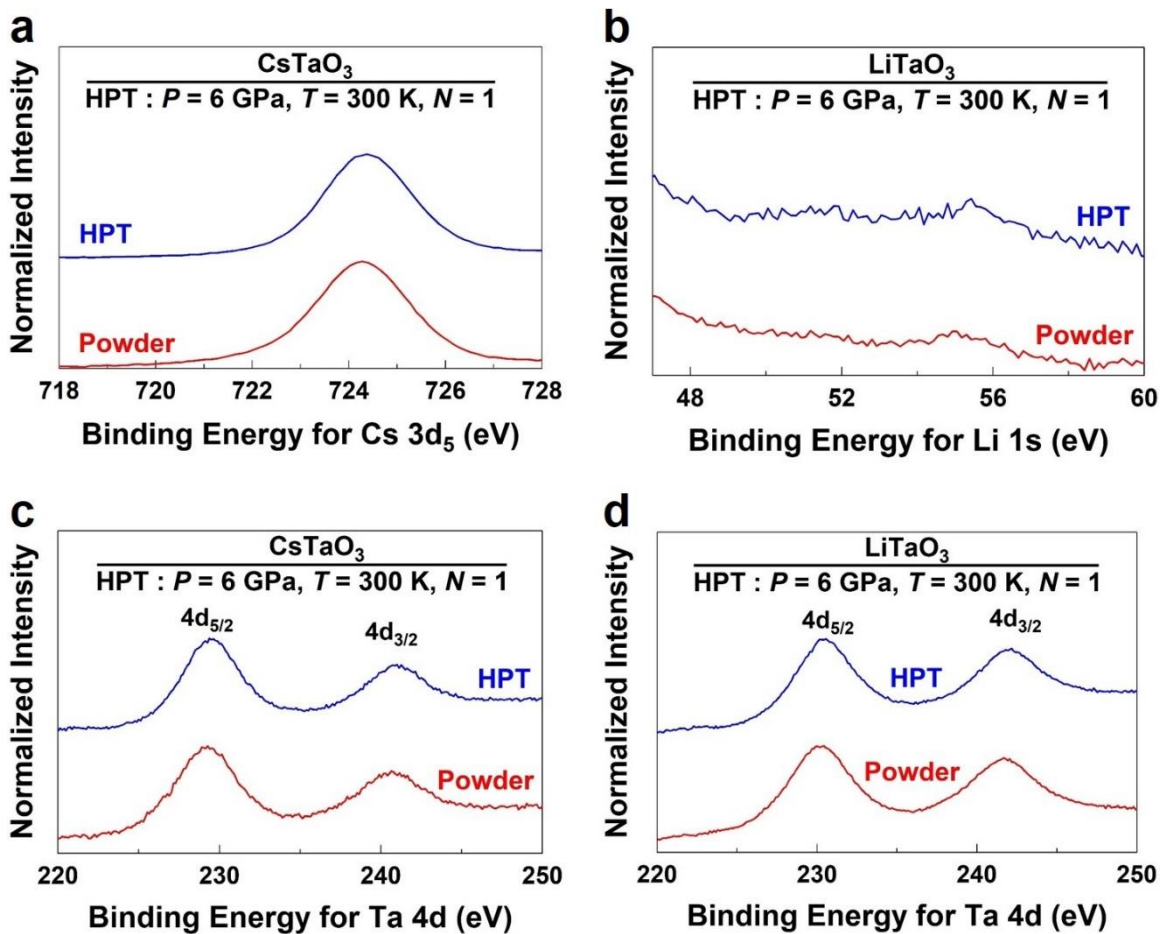 a
CsTaO₃
HPT : P = 6 GPa, T = 300 K, N = 1
HPT
Powder
Normalized Intensity
718 720 722 724 726 728
Binding Energy for Cs 3d₅ (eV)
b
LiTaO₃
HPT : P = 6 GPa, T = 300 K, N = 1
HPT
Powder
Normalized Intensity
48 52 56 60
Binding Energy for Li 1s (eV)
c
CsTaO₃
HPT : P = 6 GPa, T = 300 K, N = 1
4d₅/₂ 4d₃/₂
HPT
Powder
Normalized Intensity
220 230 240 250
Binding Energy for Ta 4d (eV)
d
LiTaO₃
HPT : P = 6 GPa, T = 300 K, N = 1
4d₅/₂ 4d₃/₂
HPT
Powder
Normalized Intensity
220 230 240 250
Binding Energy for Ta 4d (eV)